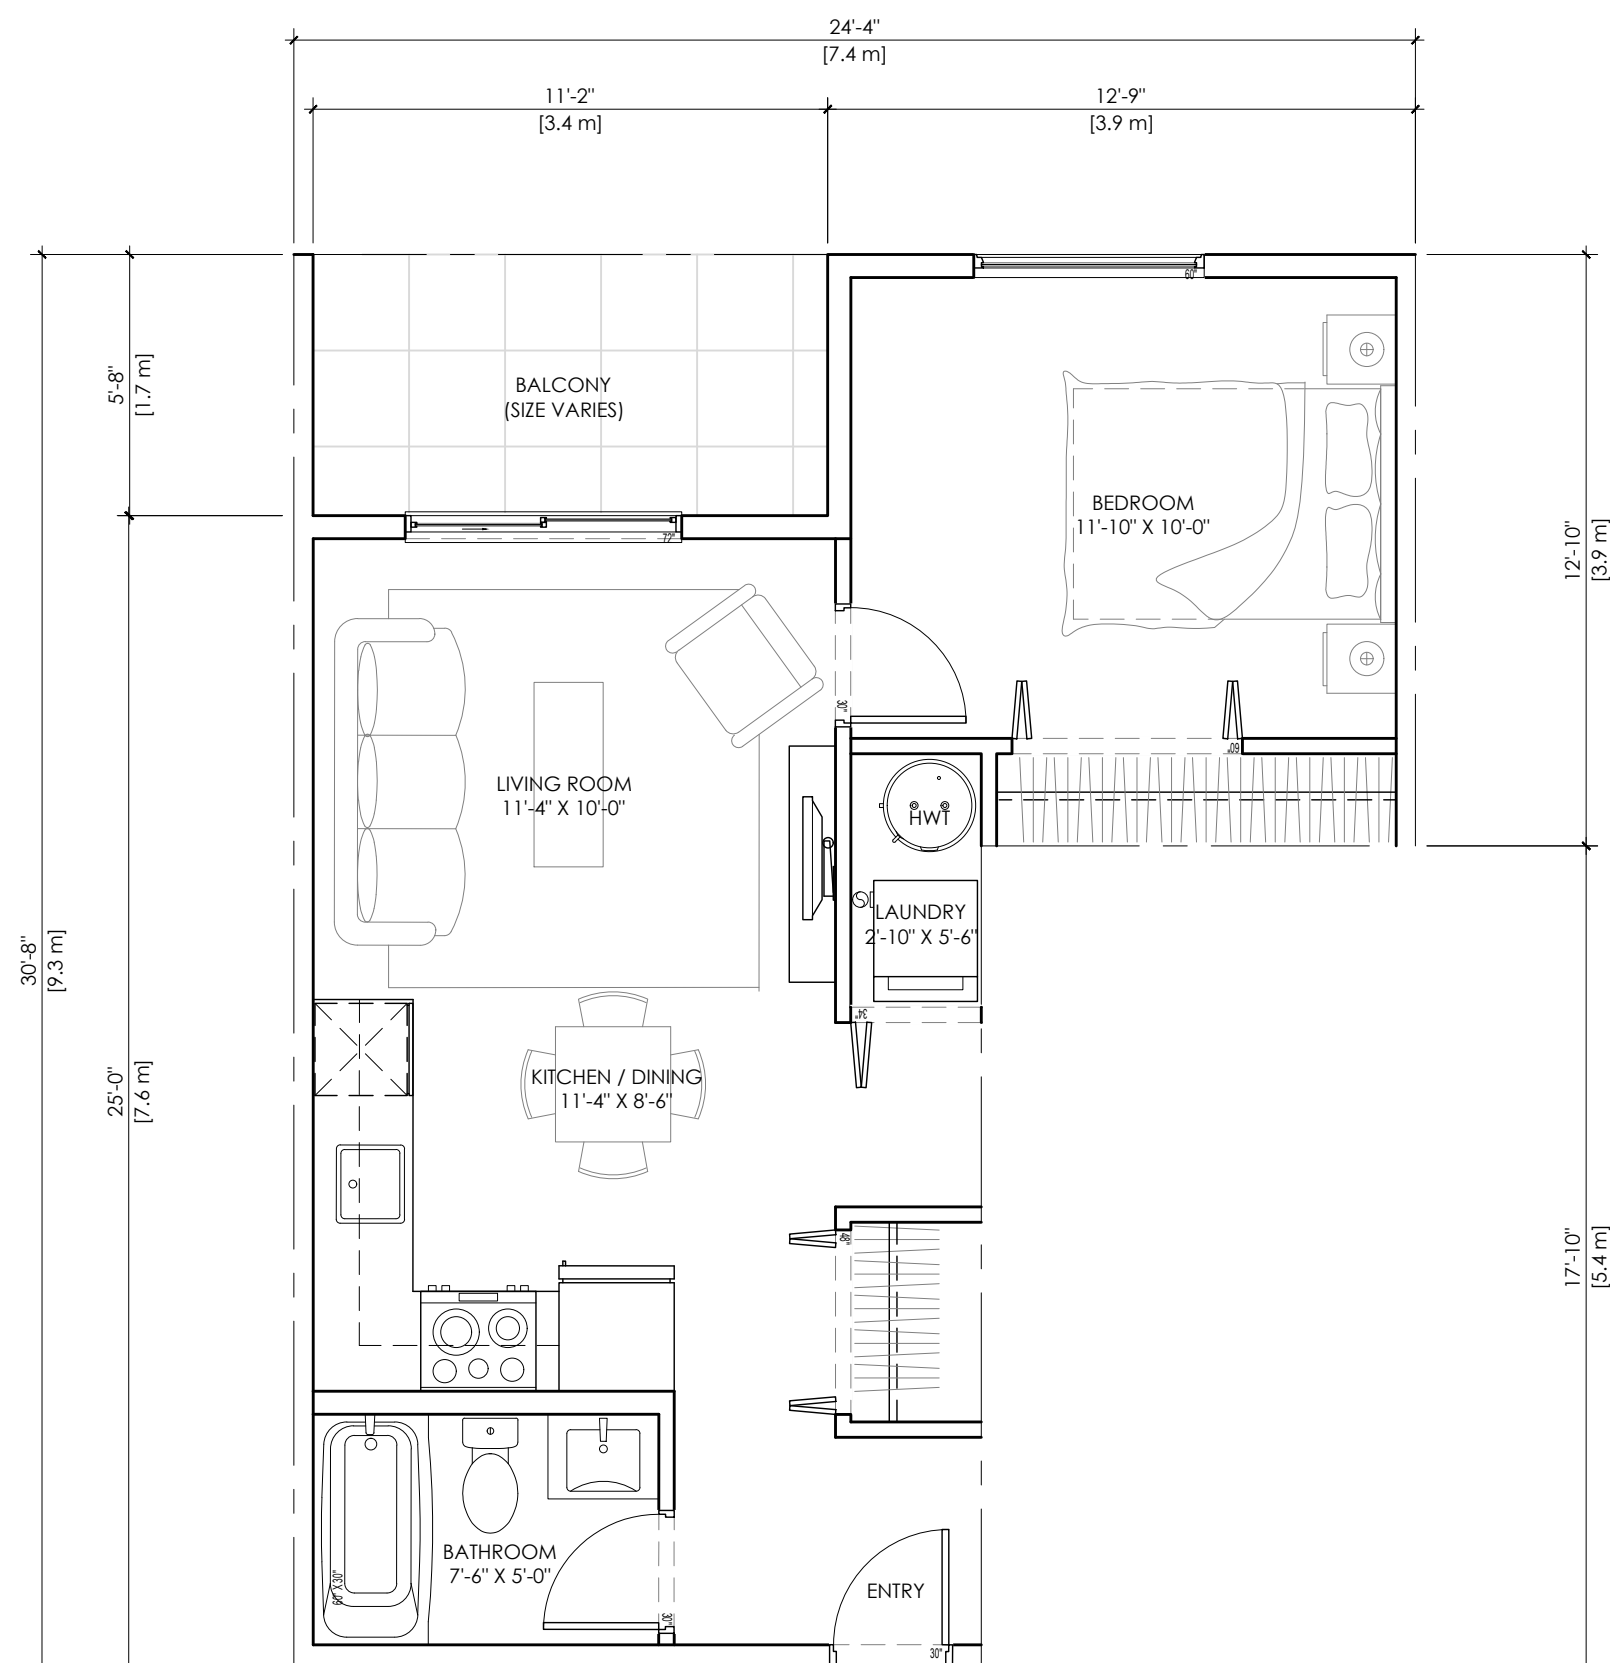 24'-4"
[7.4 m]
11'-2"
[3.4 m]
12'-9"
[3.9 m]
60"
5'-8"
[1.7 m]
BALCONY
(SIZE VARIES)
72"
BEDROOM
11'-10" X 10'-0"
12'-10"
[3.9 m]
30"
60"
LIVING ROOM
11'-4" X 10'-0"
HWT
LAUNDRY
2'-10" X 5'-6"
34"
30'-8"
[9.3 m]
25'-0"
[7.6 m]
KITCHEN / DINING
11'-4" X 8'-6"
48"
17'-10"
[5.4 m]
BATHROOM
7'-6" X 5'-0"
60" X 30"
30"
ENTRY
30"